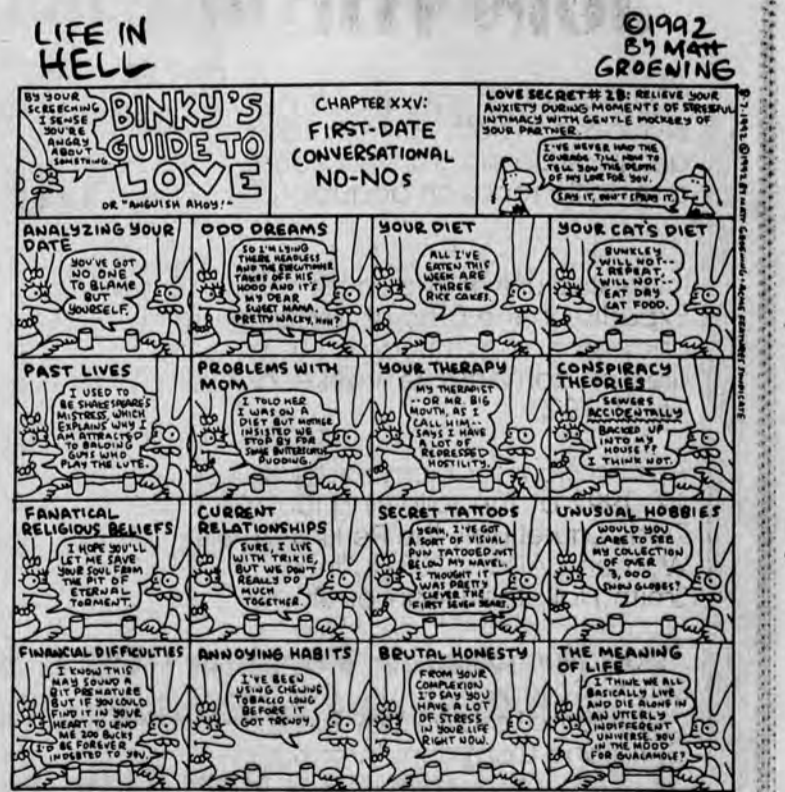 LIFE IN
HELL
©1992
BY MATT
GROENING
BY YOUR
SCREECHING
I SENSE
YOU'RE
ANGRY
ABOUT
SOMETHING.
BINKY'S
GUIDE TO
LOVE
OR "ANGUISH AHOY!"
CHAPTER XXV:
FIRST-DATE
CONVERSATIONAL
NO-NOs
LOVE SECRET # 2B: RELIEVE YOUR
ANXIETY DURING MOMENTS OF STRESSFUL
INTIMACY WITH GENTLE MOCKERY OF
YOUR PARTNER.
I'VE NEVER HAD THE
COURAGE TILL NOW TO
TELL YOU THE DEPTH
OF MY LOVE FOR YOU.
SAY IT, DON'T SPRAY IT.
©1992 BY MATT GROENING
FEATURES SYNDICATE
ANALYZING YOUR
DATE
YOU'VE GOT
NO ONE
TO BLAME
BUT
YOURSELF.
ODD DREAMS
SO I'M LYING
THERE HEADLESS
AND THE EXECUTIONER
TAKES OFF HIS
HOOD AND IT'S
MY DEAR
SWEET MAMA.
PRETTY WACKY, HUH?
YOUR DIET
ALL I'VE
EATEN THIS
WEEK ARE
THREE
RICE CAKES.
YOUR CAT'S DIET
BUNKLEY
WILL NOT--
I REPEAT,
WILL NOT--
EAT DRY
CAT FOOD.
PAST LIVES
I USED TO
BE SHAKESPEARE'S
MISTRESS, WHICH
EXPLAINS WHY I
AM ATTRACTED
TO BALDING
GUYS WHO
PLAY THE LUTE.
PROBLEMS WITH
MOM
I TOLD HER
I WAS ON A
DIET BUT MOTHER
INSISTED WE
STOP BY FOR
SOME BUTTERSCOTCH
PUDDING.
YOUR THERAPY
MY THERAPIST
--OR MR. BIG
MOUTH, AS I
CALL HIM--
SAYS I HAVE
A LOT OF
REPRESSED
HOSTILITY.
CONSPIRACY
THEORIES
SEWERS
ACCIDENTALLY
BACKED UP
INTO MY
HOUSE??
I THINK NOT.
FANATICAL
RELIGIOUS BELIEFS
I HOPE YOU'LL
LET ME SAVE
YOUR SOUL FROM
THE PIT OF
ETERNAL
TORMENT.
CURRENT
RELATIONSHIPS
SURE, I LIVE
WITH TRIXIE,
BUT WE DON'T
REALLY DO
MUCH
TOGETHER.
SECRET TATTOOS
YEAH, I'VE GOT
A SORT OF VISUAL
PUN TATOOED JUST
BELOW MY NAVEL.
I THOUGHT IT
WAS PRETTY
CLEVER THE
FIRST SEVEN YEARS.
UNUSUAL HOBBIES
WOULD YOU
CARE TO SEE
MY COLLECTION
OF OVER
3,000
SNOW GLOBES?
FINANCIAL DIFFICULTIES
I KNOW THIS
MAY SOUND A
BIT PREMATURE
BUT IF YOU COULD
FIND IT IN YOUR
HEART TO LEND
ME 200 BUCKS
I'D BE FOREVER
INDEBTED TO YOU.
ANNOYING HABITS
I'VE BEEN
USING CHEWING
TOBACCO LONG
BEFORE IT
GOT TRENDY.
BRUTAL HONESTY
FROM YOUR
COMPLEXION
I'D SAY YOU
HAVE A LOT
OF STRESS
IN YOUR LIFE
RIGHT NOW.
THE MEANING
OF LIFE
I THINK WE ALL
BASICALLY LIVE
AND DIE ALONE IN
AN UTTERLY
INDIFFERENT
UNIVERSE. YOU
IN THE MOOD
FOR GUACAMOLE?